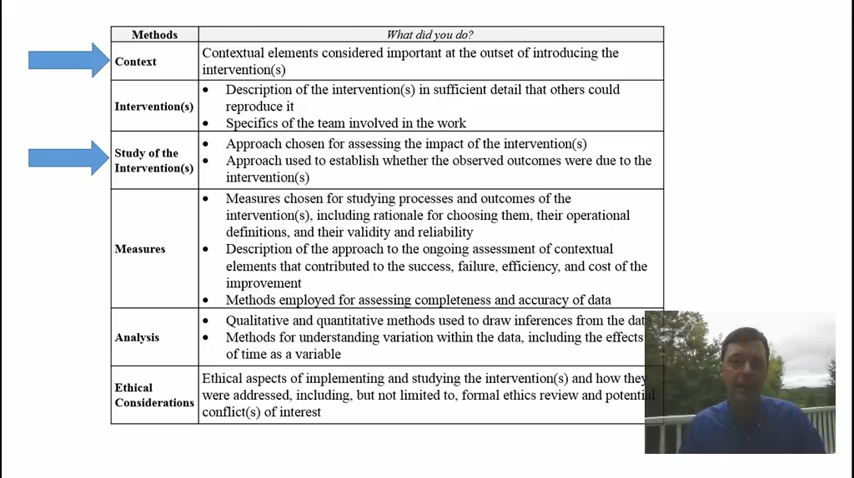 Methods What did you do?
Context
Contextual elements considered important at the outset of introducing the
intervention(s)
Intervention(s)
• Description of the intervention(s) in sufficient detail that others could
reproduce it
• Specifics of the team involved in the work
Study of the
Intervention(s)
• Approach chosen for assessing the impact of the intervention(s)
• Approach used to establish whether the observed outcomes were due to the
intervention(s)
Measures
• Measures chosen for studying processes and outcomes of the
intervention(s), including rationale for choosing them, their operational
definitions, and their validity and reliability
• Description of the approach to the ongoing assessment of contextual
elements that contributed to the success, failure, efficiency, and cost of the
improvement
• Methods employed for assessing completeness and accuracy of data
Analysis
• Qualitative and quantitative methods used to draw inferences from the data
• Methods for understanding variation within the data, including the effects
of time as a variable
Ethical
Considerations
Ethical aspects of implementing and studying the intervention(s) and how they
were addressed, including, but not limited to, formal ethics review and potential
conflict(s) of interest